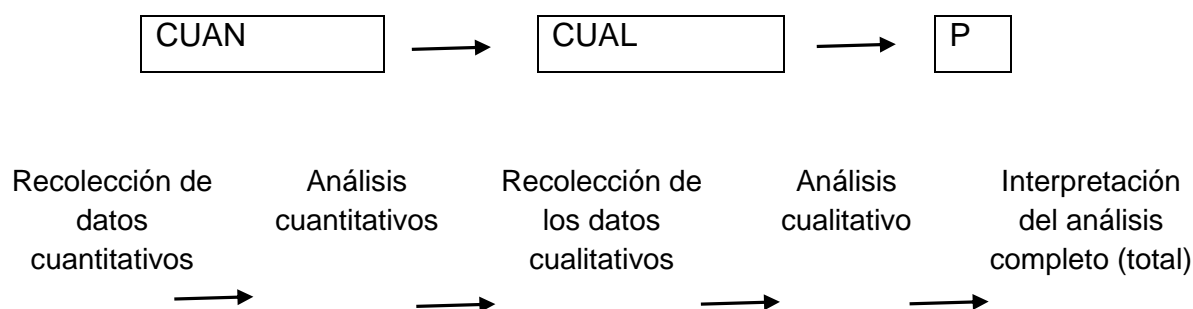 CUAN
CUAL
P
Recolección de
datos
cuantitativos
Análisis
cuantitativos
Recolección de
los datos
cualitativos
Análisis
cualitativo
Interpretación
del análisis
completo (total)